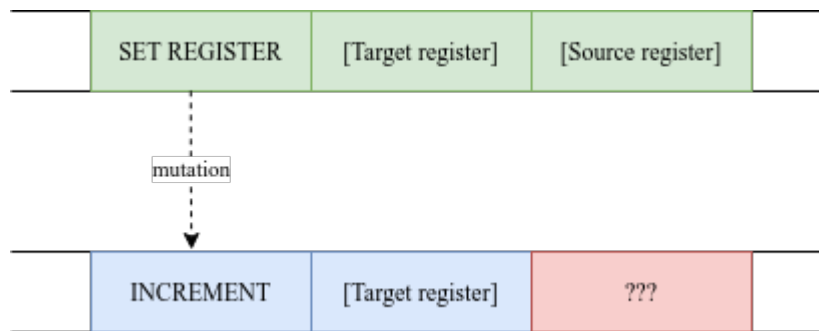 SET REGISTER [Target register] [Source register]
mutation
INCREMENT [Target register] ???